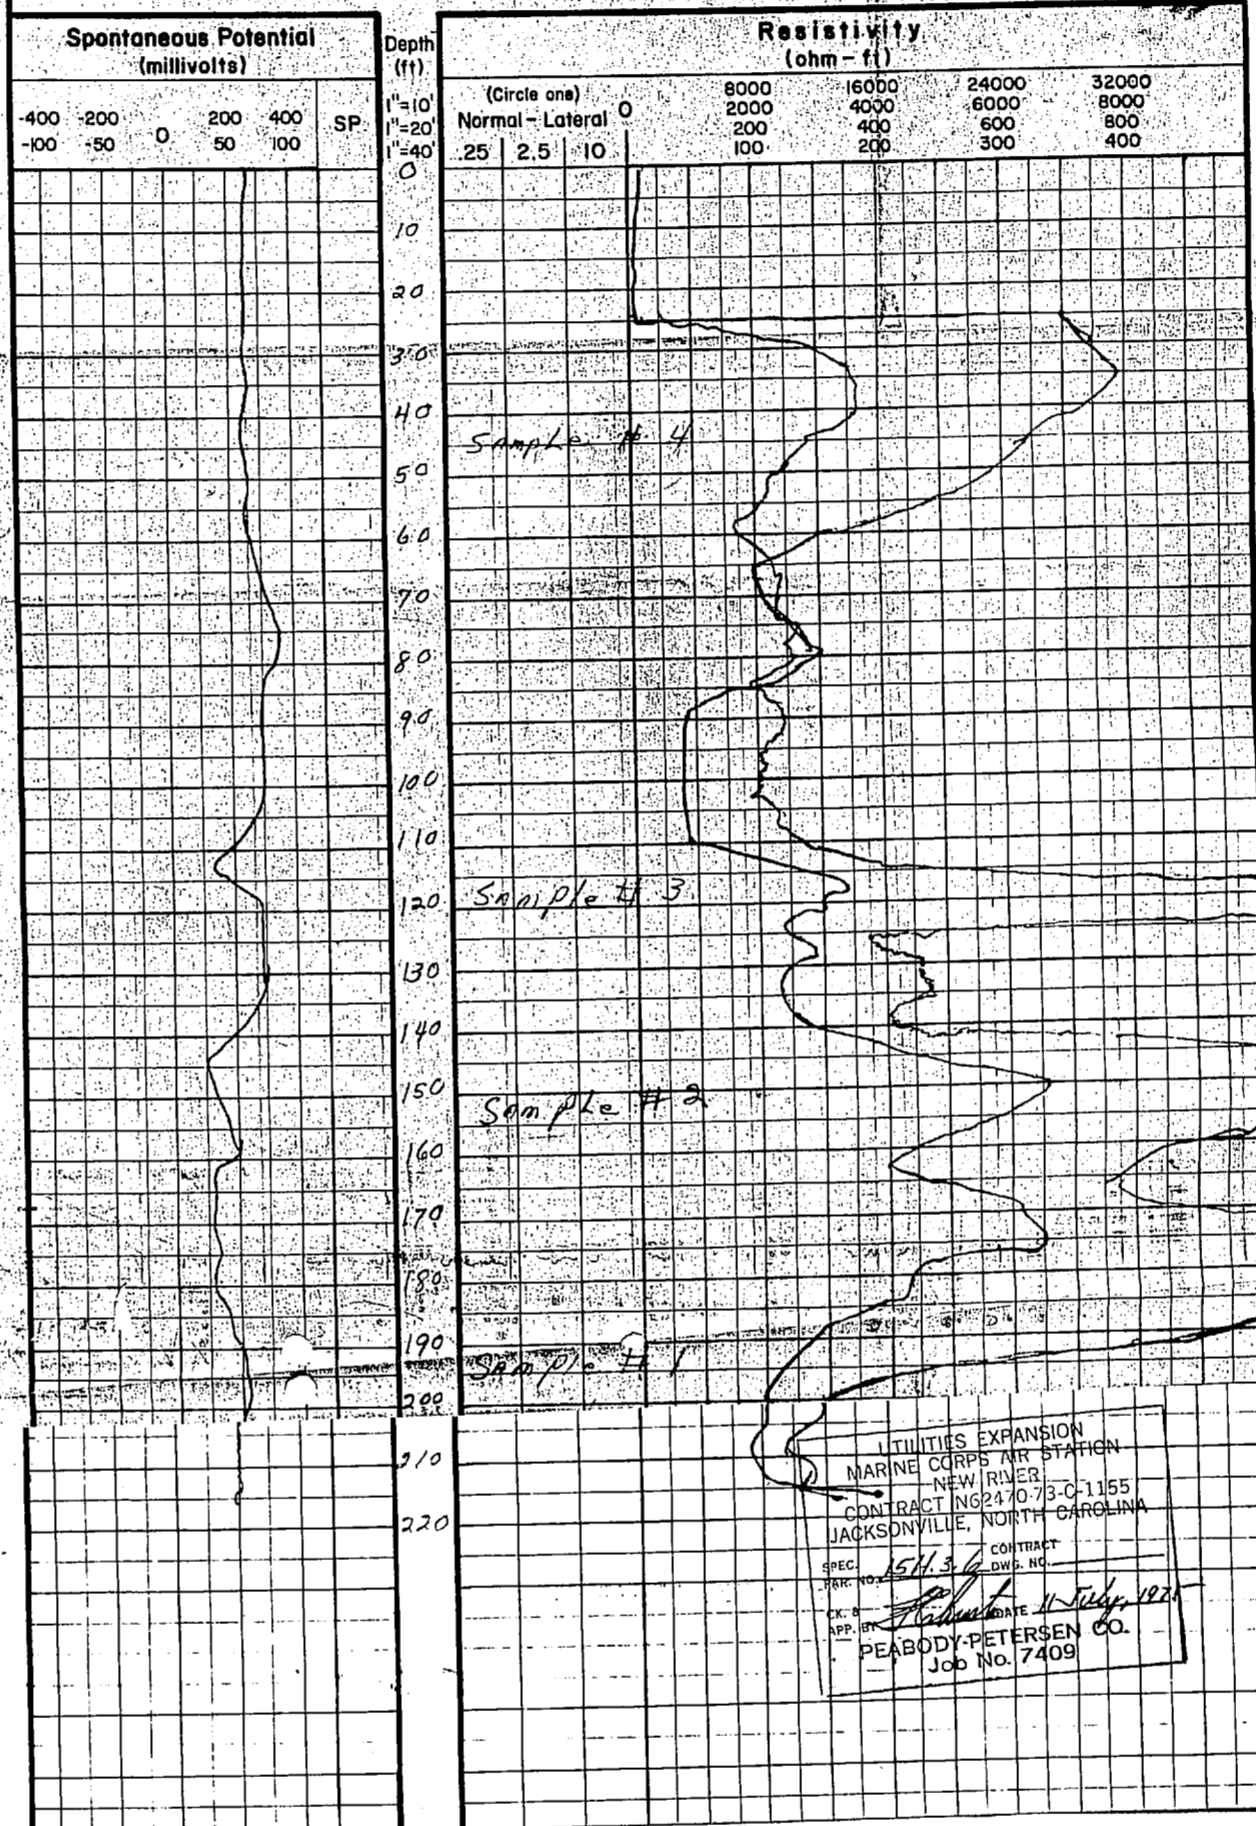 Spontaneous Potential
(millivolts)
-400 -200 0 200 400 SP
-100 -50 50 100
Depth
(ft)
1"=10'
1"=20'
1"=40'
Resistivity
(ohm-ft)
(Circle one)
Normal-Lateral
.25 2.5 10
0 8000 16000 24000 32000
2000 4000 6000 8000
200 400 600 800
100 200 300 400
0
10
20
30
40
Sample # 4
50
60
70
80
90
100
110
Sample # 3
120
130
140
150
Sample # 2
160
170
180
190
Sample # 1
200
210
220
UTILITIES EXPANSION
MARINE CORPS AIR STATION
NEW RIVER
CONTRACT N62470-73-C-1155
JACKSONVILLE, NORTH CAROLINA
SPEC. PAR. NO. 15H.3.6 CONTRACT DWG. NO.
CK. & APP. BY DATE 11 July, 197
PEABODY-PETERSEN CO.
Job No. 7409